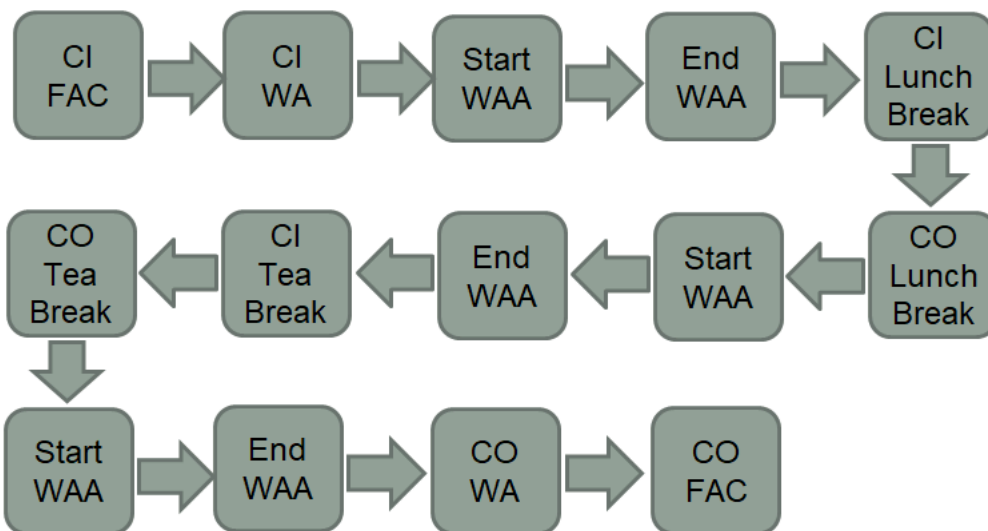 CI
FAC
CI
WA
Start
WAA
End
WAA
CI
Lunch
Break
CO
Lunch
Break
Start
WAA
End
WAA
CI
Tea
Break
CO
Tea
Break
Start
WAA
End
WAA
CO
WA
CO
FAC